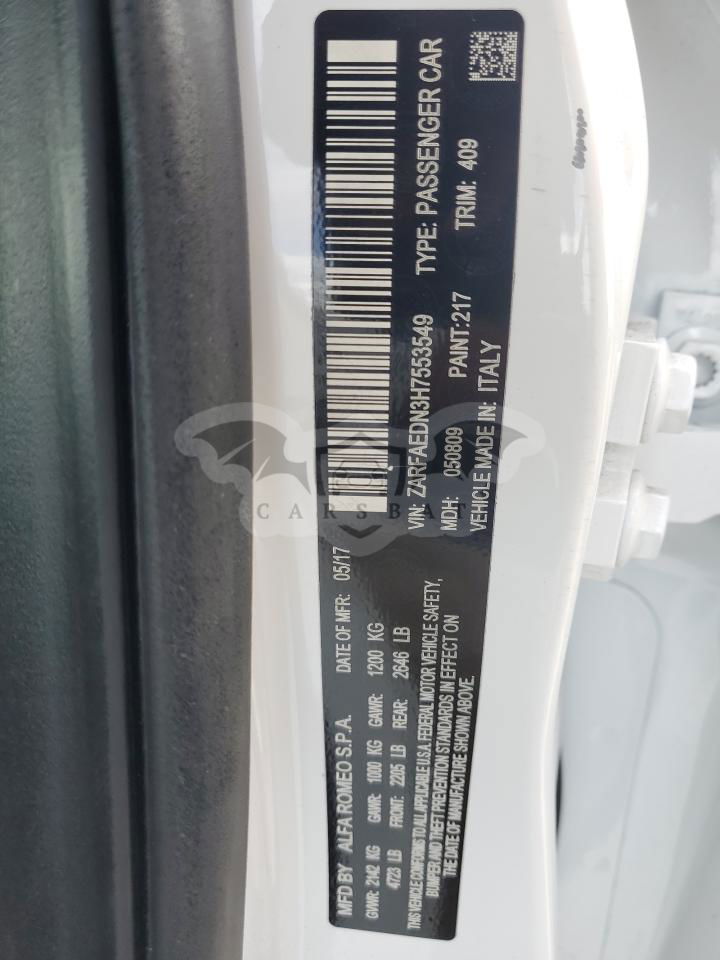 MFD BY ALFA ROMEO S.P.A. DATE OF MFR: 05/17
GVWR: 2142 KG GAWR: 1000 KG GAWR: 1200 KG
4723 LB FRONT: 2205 LB REAR: 2646 LB
THIS VEHICLE CONFORMS TO ALL APPLICABLE U.S.A. FEDERAL MOTOR VEHICLE SAFETY,
BUMPER AND THEFT PREVENTION STANDARDS IN EFFECT ON
THE DATE OF MANUFACTURE SHOWN ABOVE.
VIN: ZARFAEDN3H7553549 TYPE: PASSENGER CAR
MDH: 050809 PAINT:217 TRIM: 409
VEHICLE MADE IN: ITALY
CARSBAT